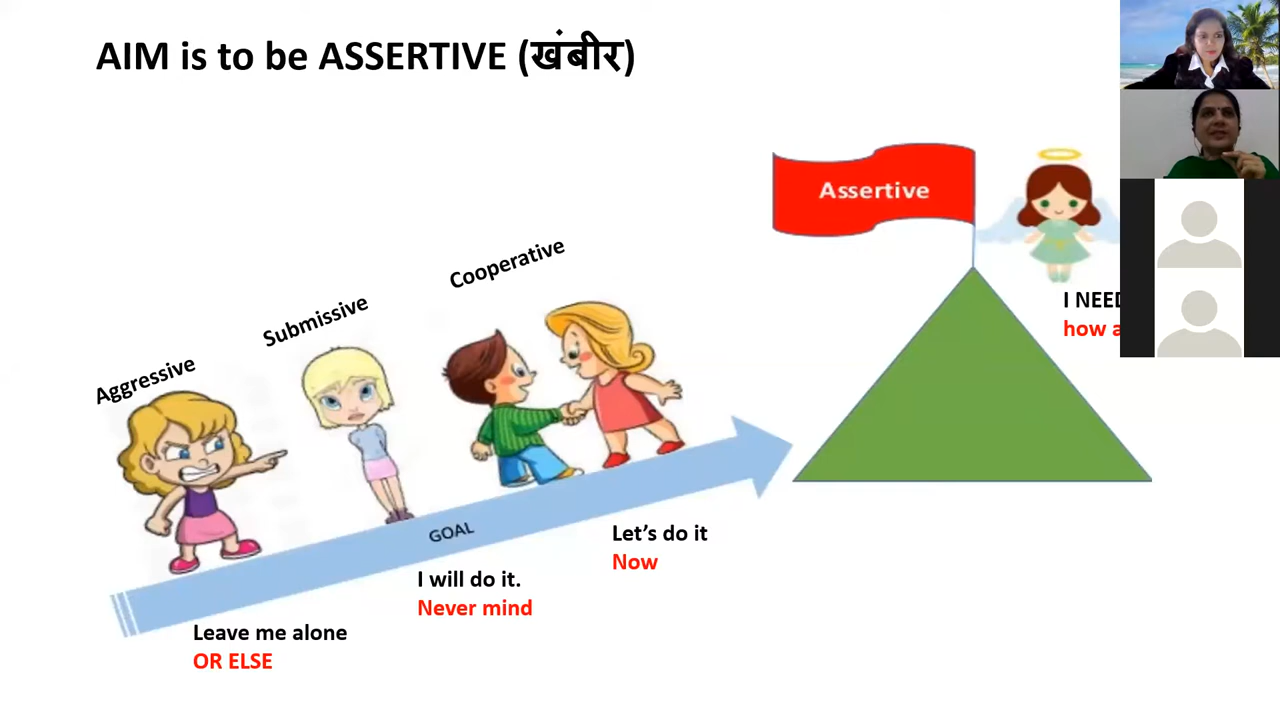 AIM is to be ASSERTIVE (खंबीर)
Assertive
Cooperative
Submissive
Aggressive
I NEED
how a
GOAL
Let's do it
Now
I will do it.
Never mind
Leave me alone
OR ELSE